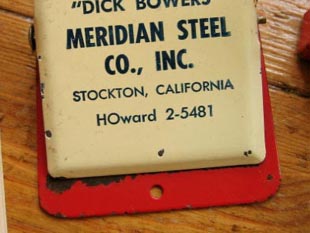 "DICK BOWERS
MERIDIAN STEEL
CO., INC.
STOCKTON, CALIFORNIA
HOward 2-5481